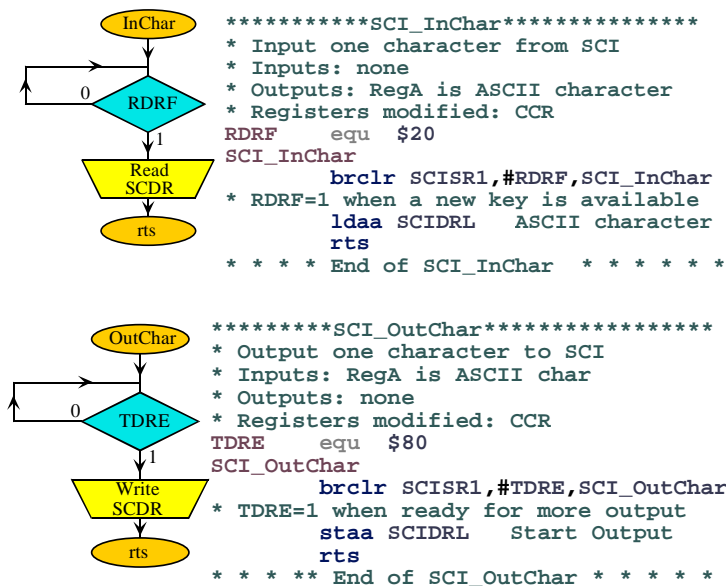 InChar
0
RDRF
1
Read
SCDR
rts
***********SCI_InChar***************
* Input one character from SCI
* Inputs: none
* Outputs: RegA is ASCII character
* Registers modified: CCR
RDRF equ $20
SCI_InChar
brclr SCISR1,#RDRF,SCI_InChar
* RDRF=1 when a new key is available
ldaa SCIDRL ASCII character
rts
* * * * End of SCI_InChar * * * * * *
OutChar
0
TDRE
1
Write
SCDR
rts
*********SCI_OutChar*****************
* Output one character to SCI
* Inputs: RegA is ASCII char
* Outputs: none
* Registers modified: CCR
TDRE equ $80
SCI_OutChar
brclr SCISR1,#TDRE,SCI_OutChar
* TDRE=1 when ready for more output
staa SCIDRL Start Output
rts
* * * ** End of SCI_OutChar * * * * *